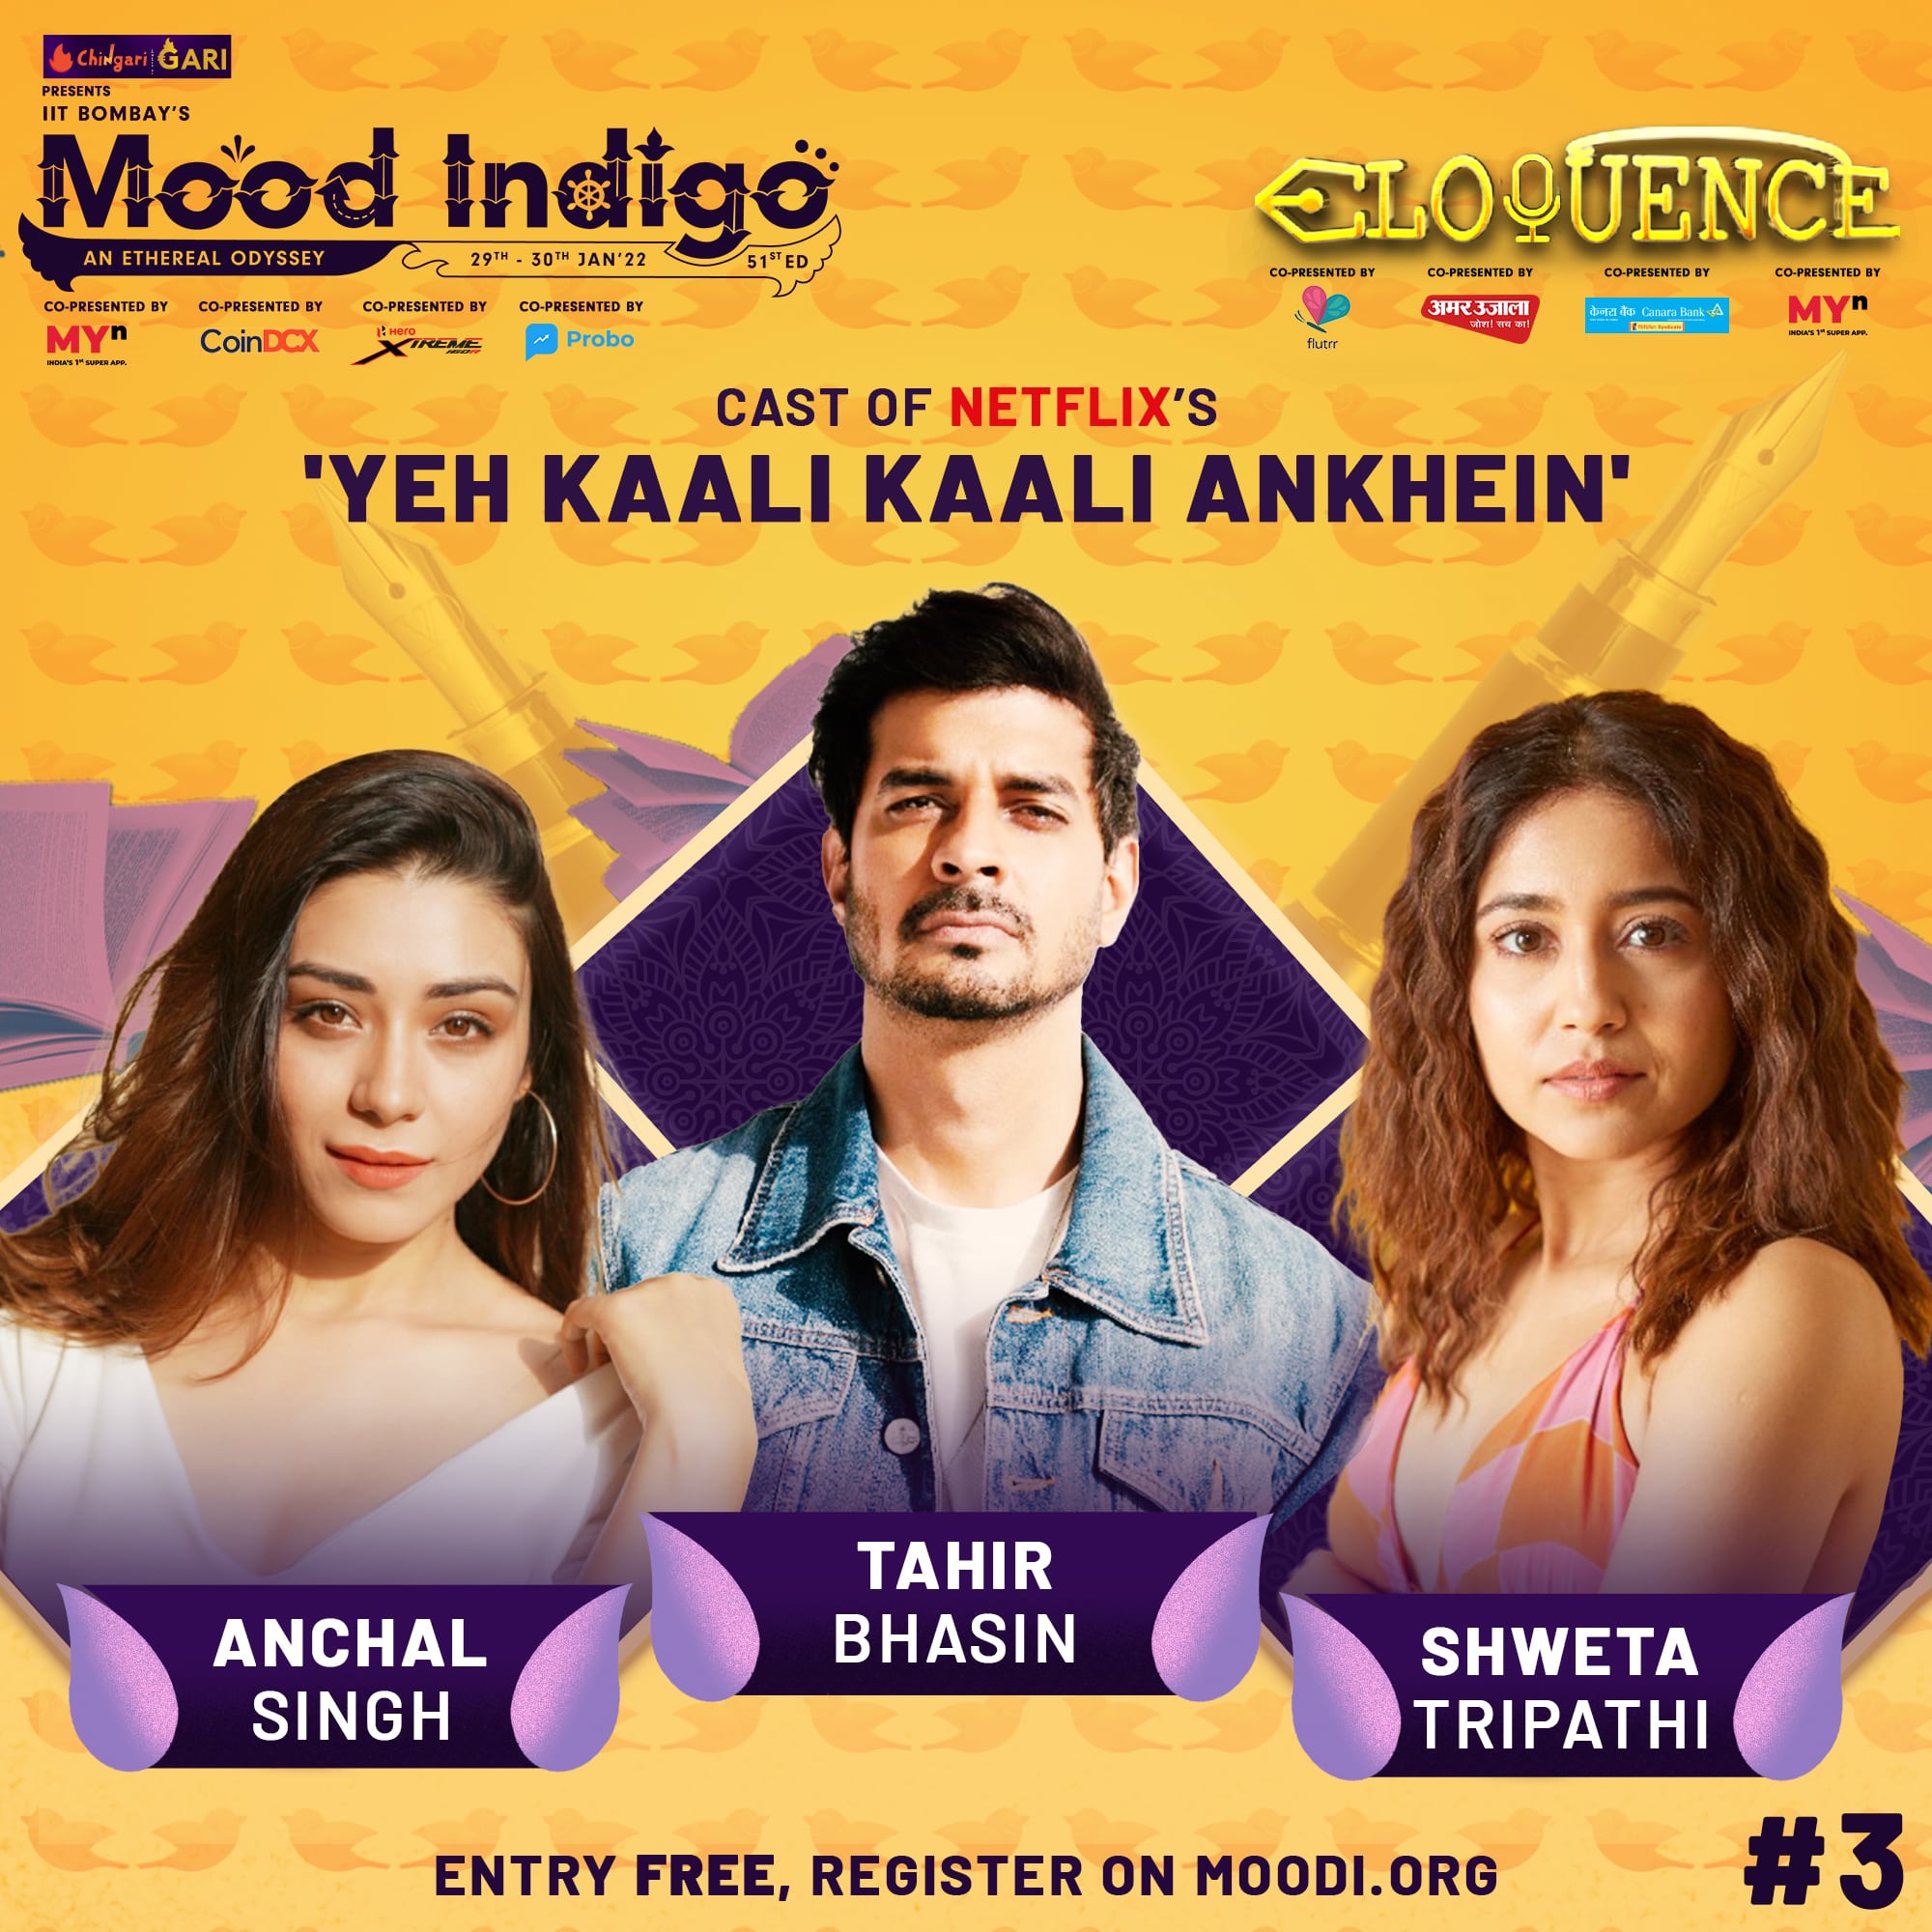 Chingari GARI
PRESENTS
IIT BOMBAY'S
Mood Indigo
AN ETHEREAL ODYSSEY
29TH - 30TH JAN'22
51ST ED
CO-PRESENTED BY CO-PRESENTED BY CO-PRESENTED BY CO-PRESENTED BY
MYn CoinDCX Hero XTREME 160R Probo
INDIA'S 1ST SUPER APP.
ELOQUENCE
CO-PRESENTED BY CO-PRESENTED BY CO-PRESENTED BY CO-PRESENTED BY
flutrr अमर उजाला केनरा बैंक Canara Bank MYn
जोश! सच का!
INDIA'S 1ST SUPER APP.
CAST OF NETFLIX'S
'YEH KAALI KAALI ANKHEIN'
ANCHAL
SINGH
TAHIR
BHASIN
SHWETA
TRIPATHI
ENTRY FREE, REGISTER ON MOODI.ORG
#3